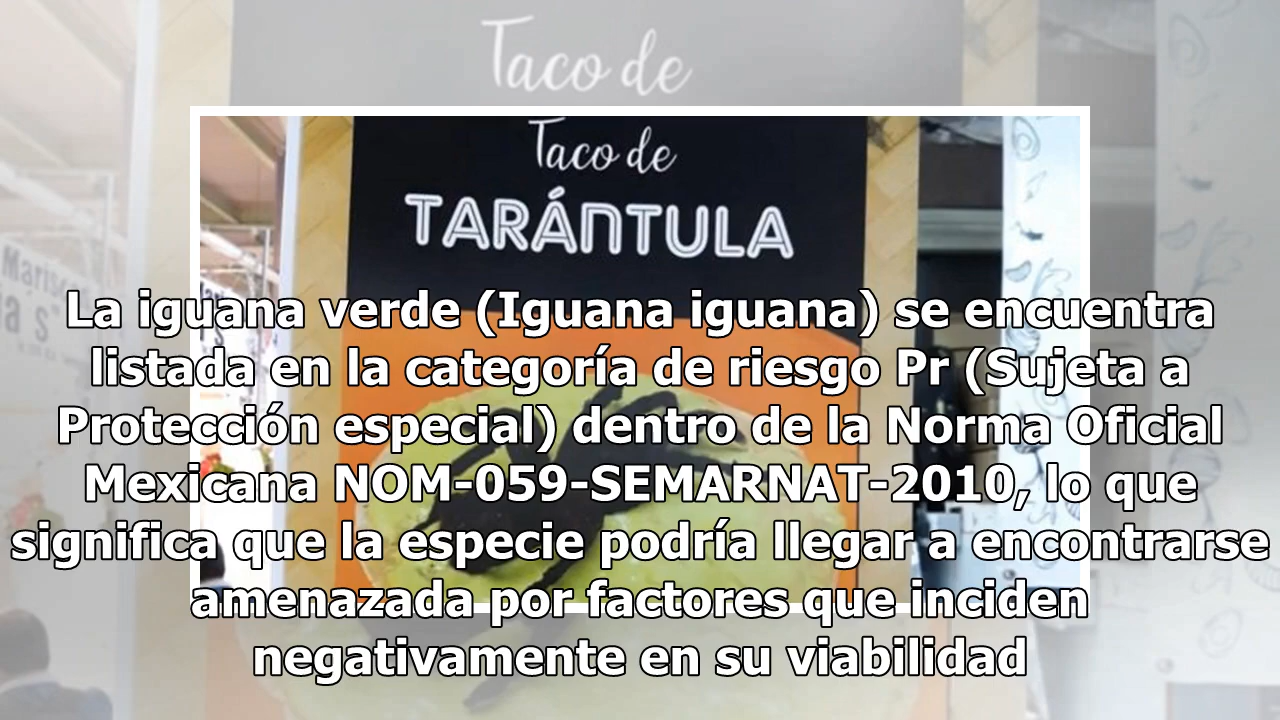 Taco de
Taco de
TARÁNTULA
La iguana verde (Iguana iguana) se encuentra
listada en la categoría de riesgo Pr (Sujeta a
Protección especial) dentro de la Norma Oficial
Mexicana NOM-059-SEMARNAT-2010, lo que
significa que la especie podría llegar a encontrarse
amenazada por factores que inciden
negativamente en su viabilidad